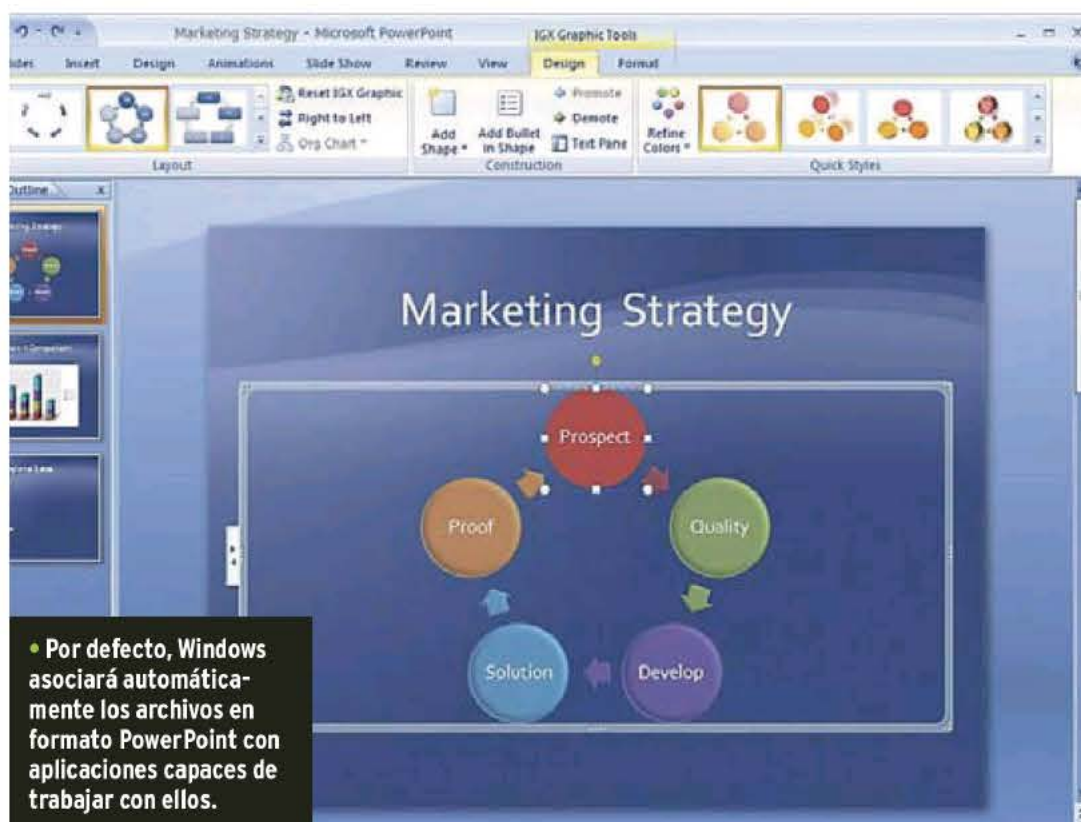 Marketing Strategy - Microsoft PowerPoint
IGX Graphic Tools
Insert Design Animations Slide Show Review View Design Format
Reset IGX Graphic
Right to Left
Org Chart
Add Shape
Add Bullet in Shape
Promote
Demote
Text Pane
Refine Colors
Layout
Construction
Quick Styles
Outline x
Marketing Strategy
Prospect
Proof
Quality
Solution
Develop
• Por defecto, Windows
asociará automática-
mente los archivos en
formato PowerPoint con
aplicaciones capaces de
trabajar con ellos.